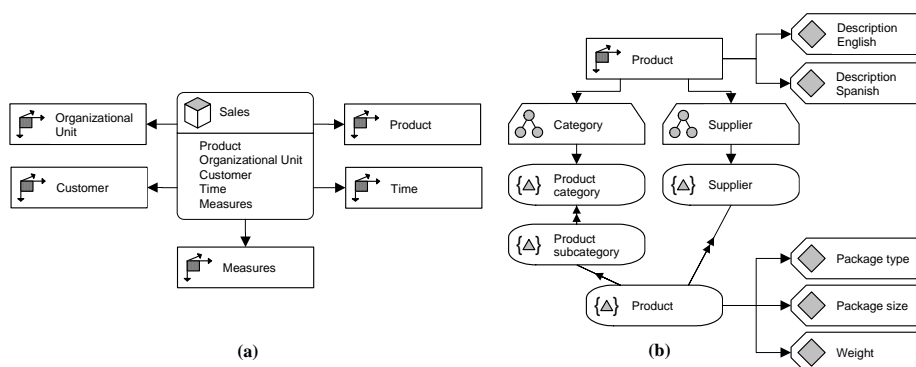 Sales
Product
Organizational Unit
Customer
Time
Measures
Organizational
Unit
Customer
Product
Time
Measures
(a)
Product
Description
English
Description
Spanish
Category
Supplier
Product
category
Supplier
Product
subcategory
Product
Package type
Package size
Weight
(b)